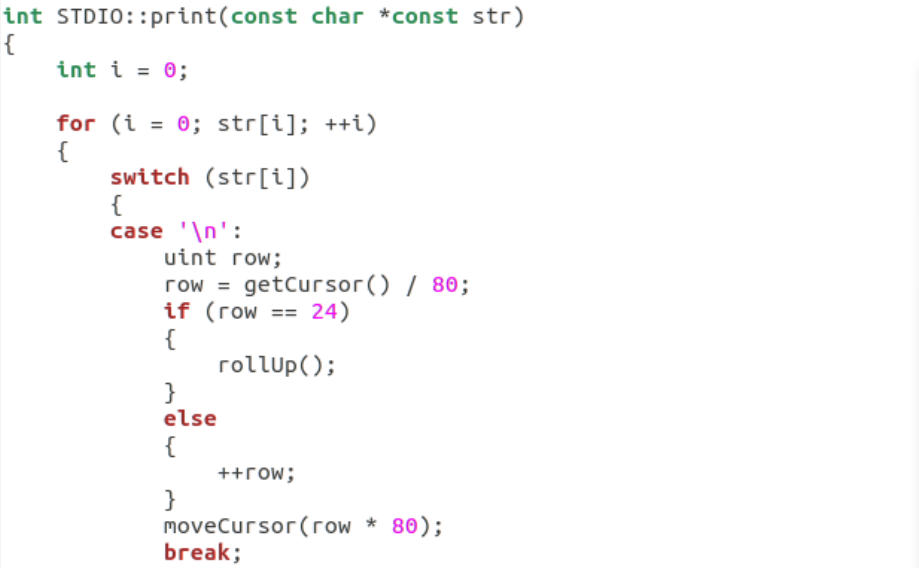 int STDIO::print(const char *const str)
{
    int i = 0;

    for (i = 0; str[i]; ++i)
    {
        switch (str[i])
        {
        case '\n':
            uint row;
            row = getCursor() / 80;
            if (row == 24)
            {
                rollUp();
            }
            else
            {
                ++row;
            }
            moveCursor(row * 80);
            break;